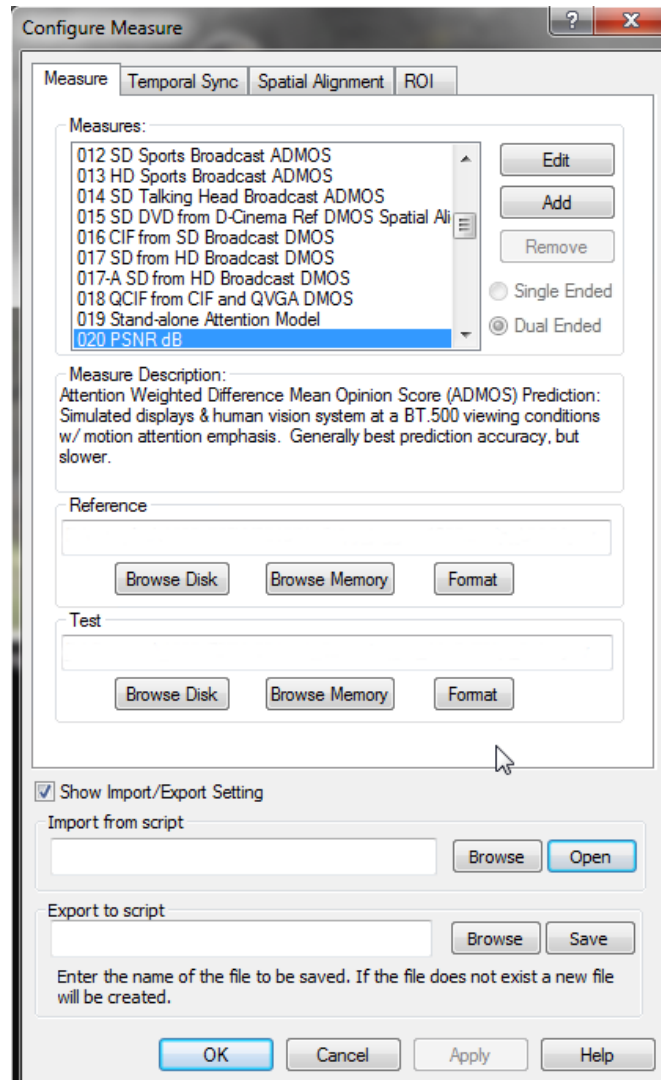 Configure Measure
?
X
Measure
Temporal Sync
Spatial Alignment
ROI
Measures:
012 SD Sports Broadcast ADMOS
013 HD Sports Broadcast ADMOS
014 SD Talking Head Broadcast ADMOS
015 SD DVD from D-Cinema Ref DMOS Spatial Ali
016 CIF from SD Broadcast DMOS
017 SD from HD Broadcast DMOS
017-A SD from HD Broadcast DMOS
018 QCIF from CIF and QVGA DMOS
019 Stand-alone Attention Model
020 PSNR dB
Edit
Add
Remove
Single Ended
Dual Ended
Measure Description:
Attention Weighted Difference Mean Opinion Score (ADMOS) Prediction:
Simulated displays & human vision system at a BT.500 viewing conditions
w/ motion attention emphasis.  Generally best prediction accuracy, but
slower.
Reference
Browse Disk
Browse Memory
Format
Test
Browse Disk
Browse Memory
Format
Show Import/Export Setting
Import from script
Browse
Open
Export to script
Browse
Save
Enter the name of the file to be saved. If the file does not exist a new file
will be created.
OK
Cancel
Apply
Help